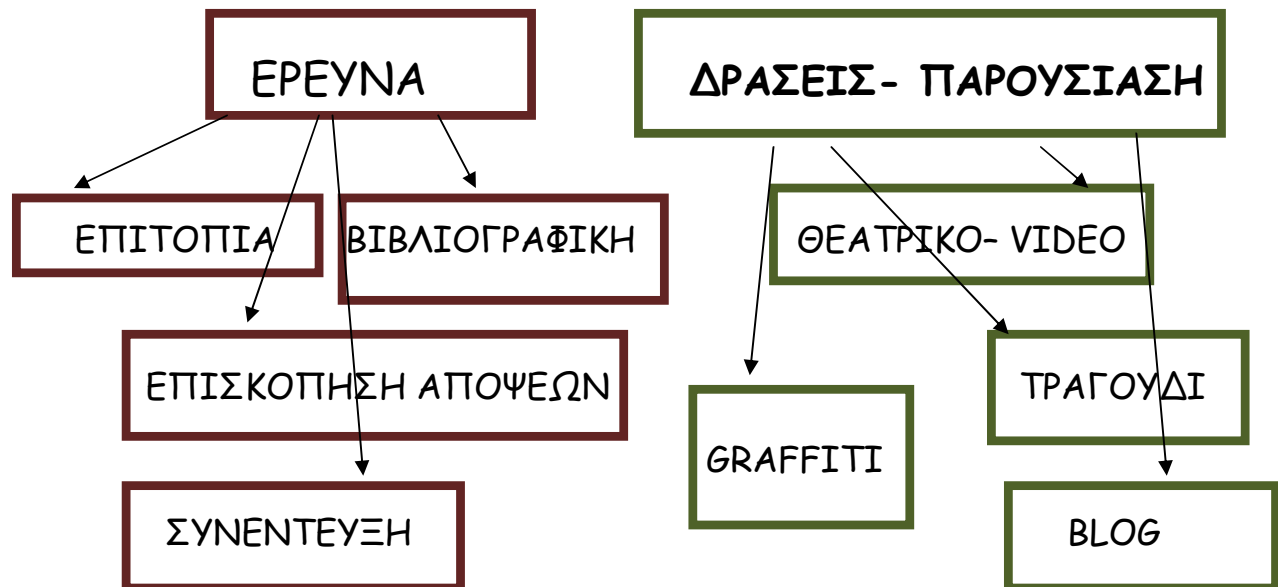 ΕΡΕΥΝΑ
ΔΡΑΣΕΙΣ- ΠΑΡΟΥΣΙΑΣΗ
ΕΠΙΤΟΠΙΑ
ΒΙΒΛΙΟΓΡΑΦΙΚΗ
ΘΕΑΤΡΙΚΟ- VIDEO
ΕΠΙΣΚΟΠΗΣΗ ΑΠΟΨΕΩΝ
ΤΡΑΓΟΥΔΙ
GRAFFITI
ΣΥΝΕΝΤΕΥΞΗ
BLOG